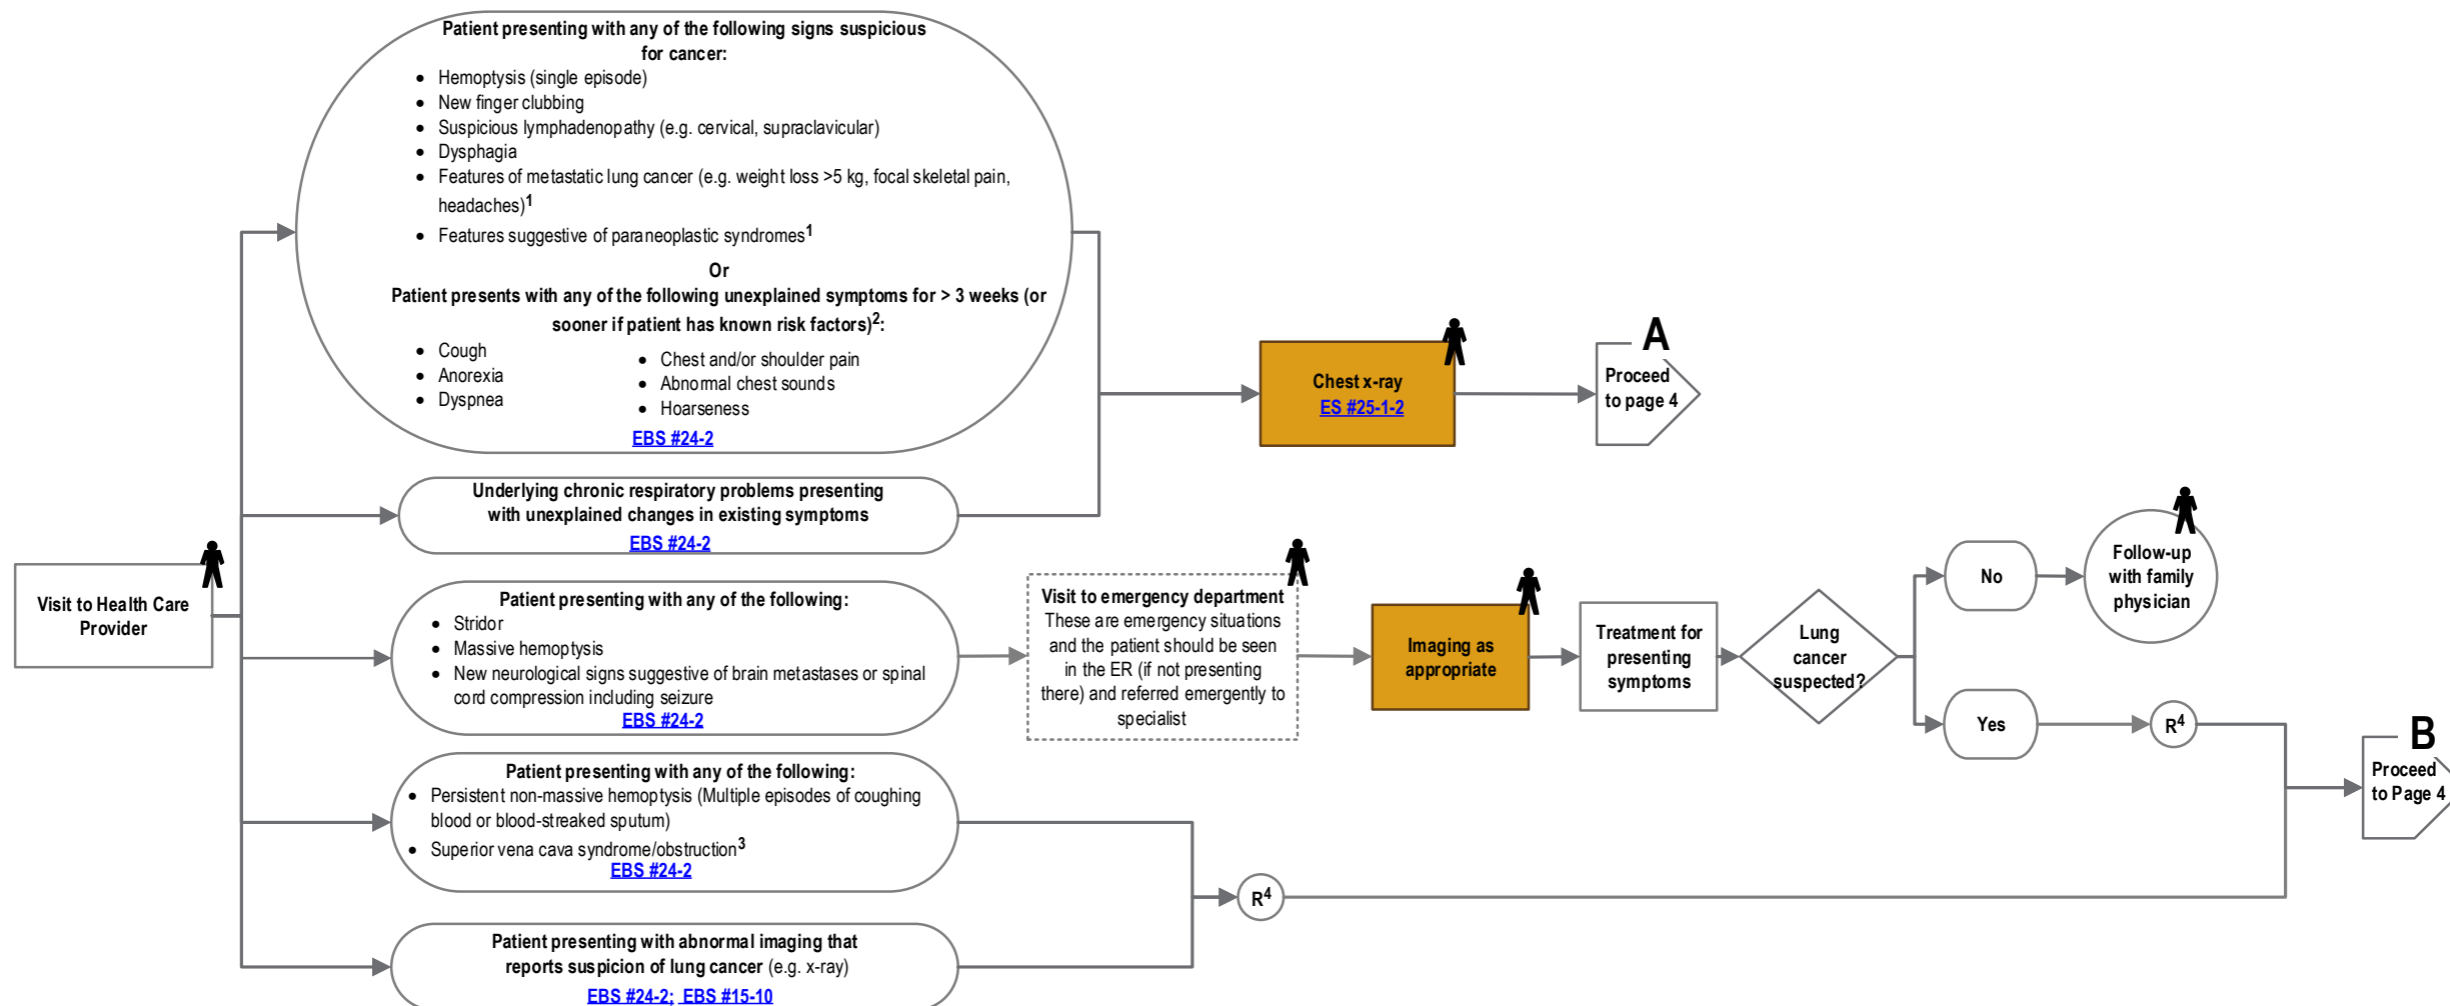 Patient presenting with any of the following signs suspicious
for cancer:
• Hemoptysis (single episode)
• New finger clubbing
• Suspicious lymphadenopathy (e.g. cervical, supraclavicular)
• Dysphagia
• Features of metastatic lung cancer (e.g. weight loss >5 kg, focal skeletal pain,
headaches)1
• Features suggestive of paraneoplastic syndromes1
Or
Patient presents with any of the following unexplained symptoms for > 3 weeks (or
sooner if patient has known risk factors)2:
• Cough
• Anorexia
• Dyspnea
• Chest and/or shoulder pain
• Abnormal chest sounds
• Hoarseness
EBS #24-2
Chest x-ray
ES #25-1-2
A
Proceed
to page 4
Underlying chronic respiratory problems presenting
with unexplained changes in existing symptoms
EBS #24-2
Visit to Health Care
Provider
Patient presenting with any of the following:
• Stridor
• Massive hemoptysis
• New neurological signs suggestive of brain metastases or spinal
cord compression including seizure
EBS #24-2
Visit to emergency department
These are emergency situations
and the patient should be seen
in the ER (if not presenting
there) and referred emergently to
specialist
Imaging as
appropriate
Treatment for
presenting
symptoms
Lung
cancer
suspected?
No
Follow-up
with family
physician
Yes
R4
B
Proceed
to Page 4
Patient presenting with any of the following:
• Persistent non-massive hemoptysis (Multiple episodes of coughing
blood or blood-streaked sputum)
• Superior vena cava syndrome/obstruction3
EBS #24-2
R4
Patient presenting with abnormal imaging that
reports suspicion of lung cancer (e.g. x-ray)
EBS #24-2; EBS #15-10